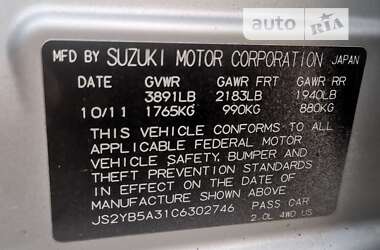 auto RIA
MFD BY SUZUKI MOTOR CORPORATION JAPAN
DATE GVWR GAWR FRT GAWR RR
3891LB 2183LB 1940LB
10/11 1765KG 990KG 880KG
THIS VEHICLE CONFORMS TO ALL
APPLICABLE FEDERAL MOTOR
VEHICLE SAFETY, BUMPER AND
THEFT PREVENTION STANDARDS
IN EFFECT ON THE DATE OF
MANUFACTURE SHOWN ABOVE
JS2YB5A31C6302746 PASS CAR
2.0L 4WD US